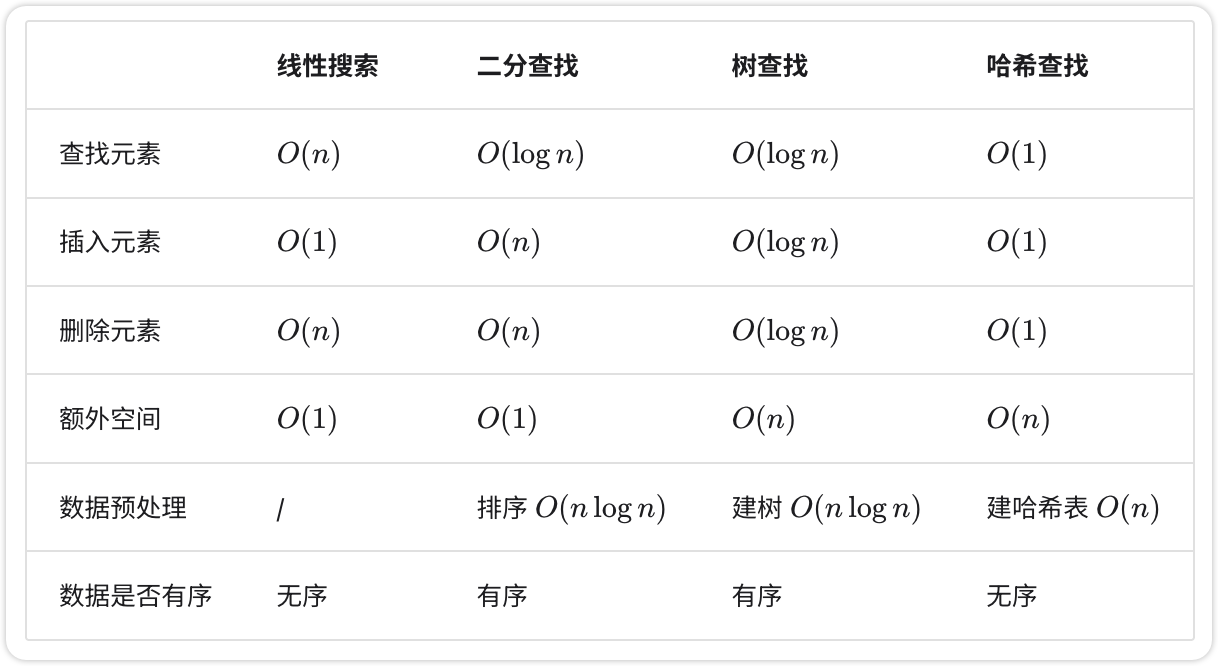 线性搜索 二分查找 树查找 哈希查找
查找元素 O(n) O(log n) O(log n) O(1)
插入元素 O(1) O(n) O(log n) O(1)
删除元素 O(n) O(n) O(log n) O(1)
额外空间 O(1) O(1) O(n) O(n)
数据预处理 / 排序 O(n log n) 建树 O(n log n) 建哈希表 O(n)
数据是否有序 无序 有序 有序 无序